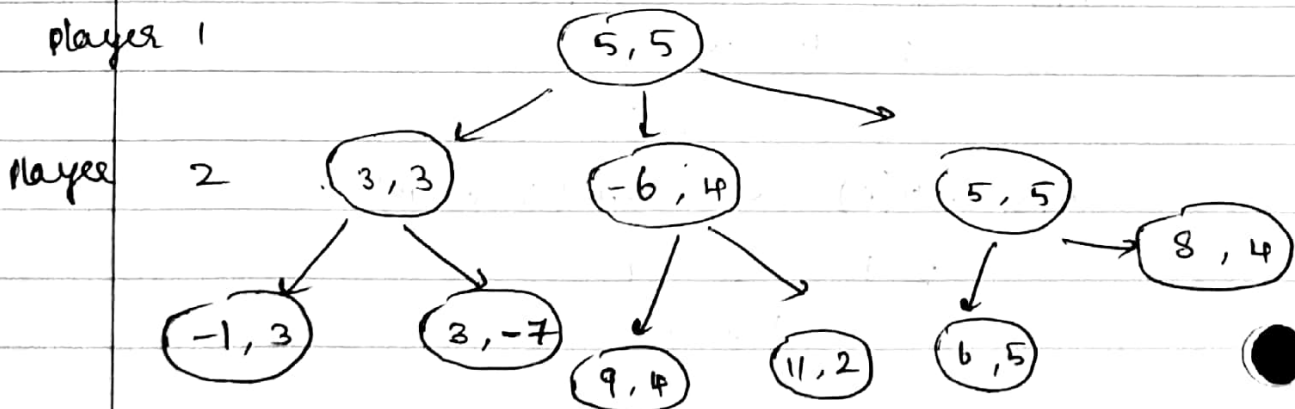 Player 1 5, 5
Player 2 3, 3 -6, 4 5, 5
8, 4
-1, 3 3, -7 9, 4 11, 2 6, 5